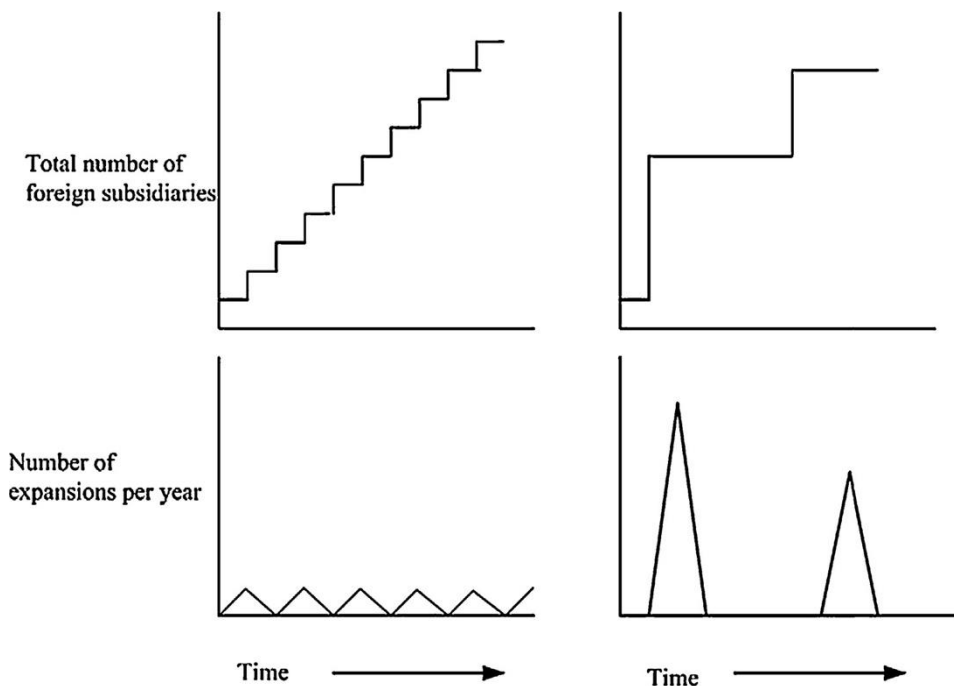 Total number of
foreign subsidiaries
Number of
expansions per year
Time
Time